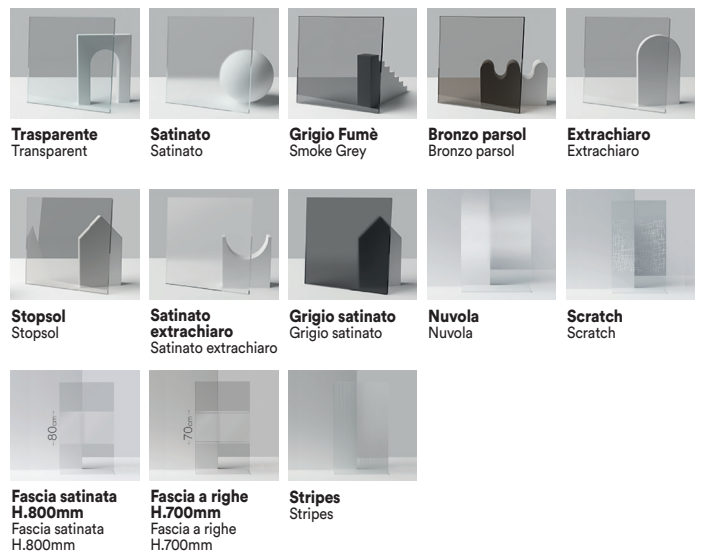 Trasparente
Transparent
Satinato
Satinato
Grigio Fumè
Smoke Grey
Bronzo parsol
Bronzo parsol
Extrachiaro
Extrachiaro
Stopsol
Stopsol
Satinato
extrachiaro
Satinato extrachiaro
Grigio satinato
Grigio satinato
Nuvola
Nuvola
Scratch
Scratch
80cm
Fascia satinata
H.800mm
Fascia satinata
H.800mm
70cm
Fascia a righe
H.700mm
Fascia a righe
H.700mm
Stripes
Stripes